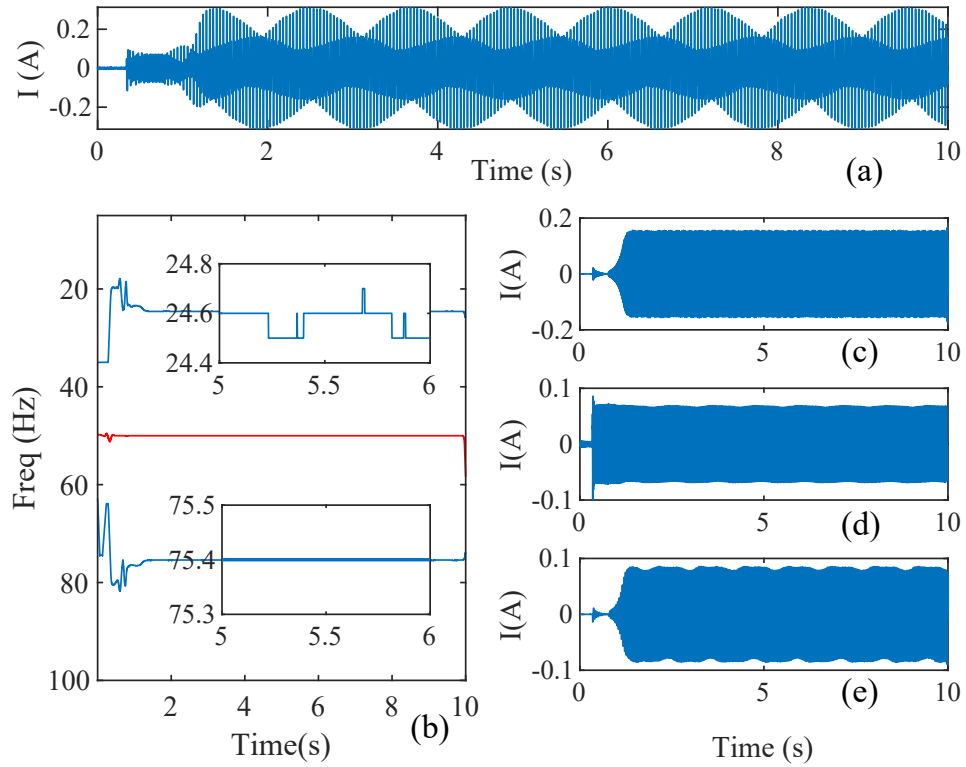 0.2
0
-0.2
I (A)
0 2 4 6 8 10
Time (s)
(a)
20
40
60
80
100
Freq (Hz)
24.8
24.6
24.4
5 5.5 6
75.5
75.4
75.3
5 5.5 6
2 4 6 8 10
Time(s)
(b)
0.2
0
-0.2
I(A)
0 5 10
(c)
0.1
0
-0.1
I(A)
0 5 10
(d)
0.1
0
-0.1
I(A)
0 5 10
(e)
Time (s)